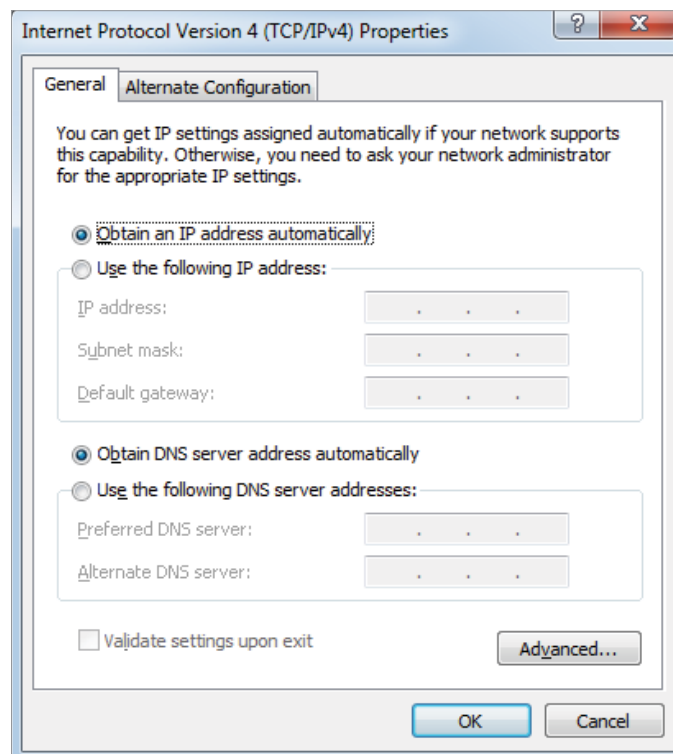 Internet Protocol Version 4 (TCP/IPv4) Properties
?
General
Alternate Configuration
You can get IP settings assigned automatically if your network supports
this capability. Otherwise, you need to ask your network administrator
for the appropriate IP settings.
Obtain an IP address automatically
Use the following IP address:
IP address:
Subnet mask:
Default gateway:
Obtain DNS server address automatically
Use the following DNS server addresses:
Preferred DNS server:
Alternate DNS server:
Validate settings upon exit
Advanced...
OK
Cancel